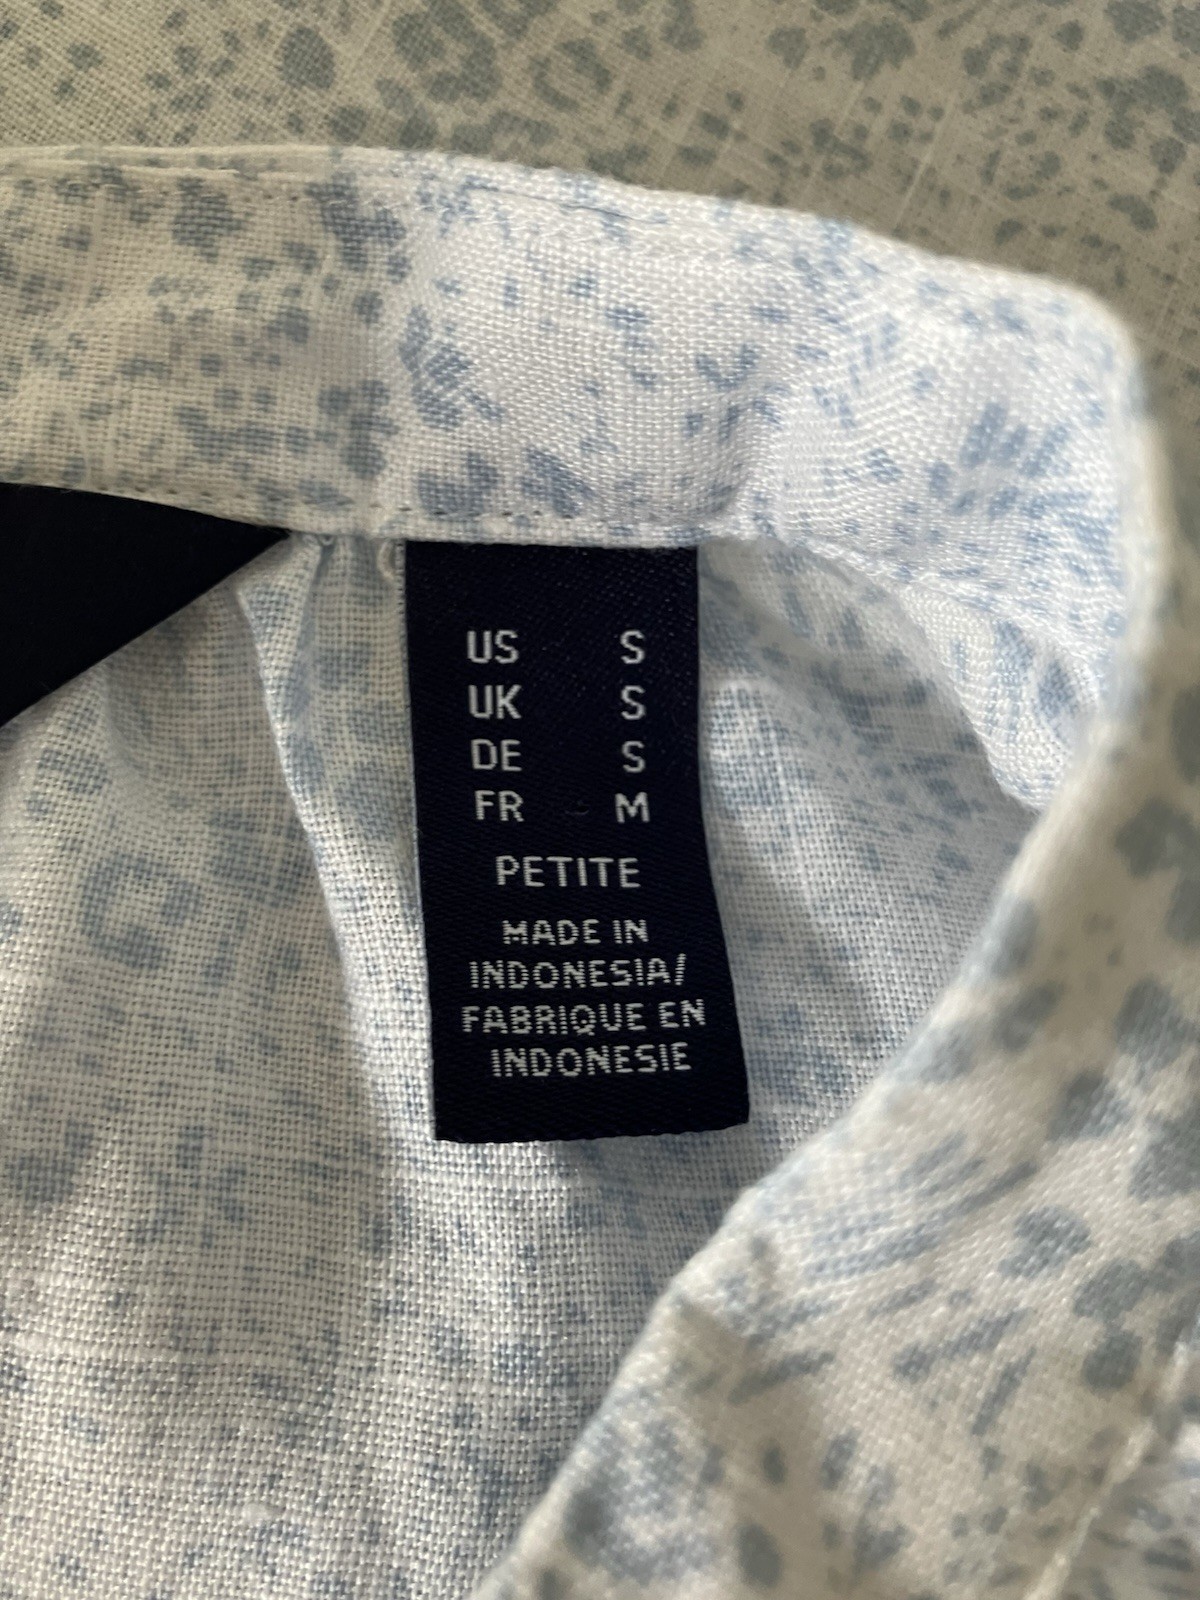 US S
UK S
DE S
FR M
PETITE
MADE IN
INDONESIA/
FABRIQUE EN
INDONESIE